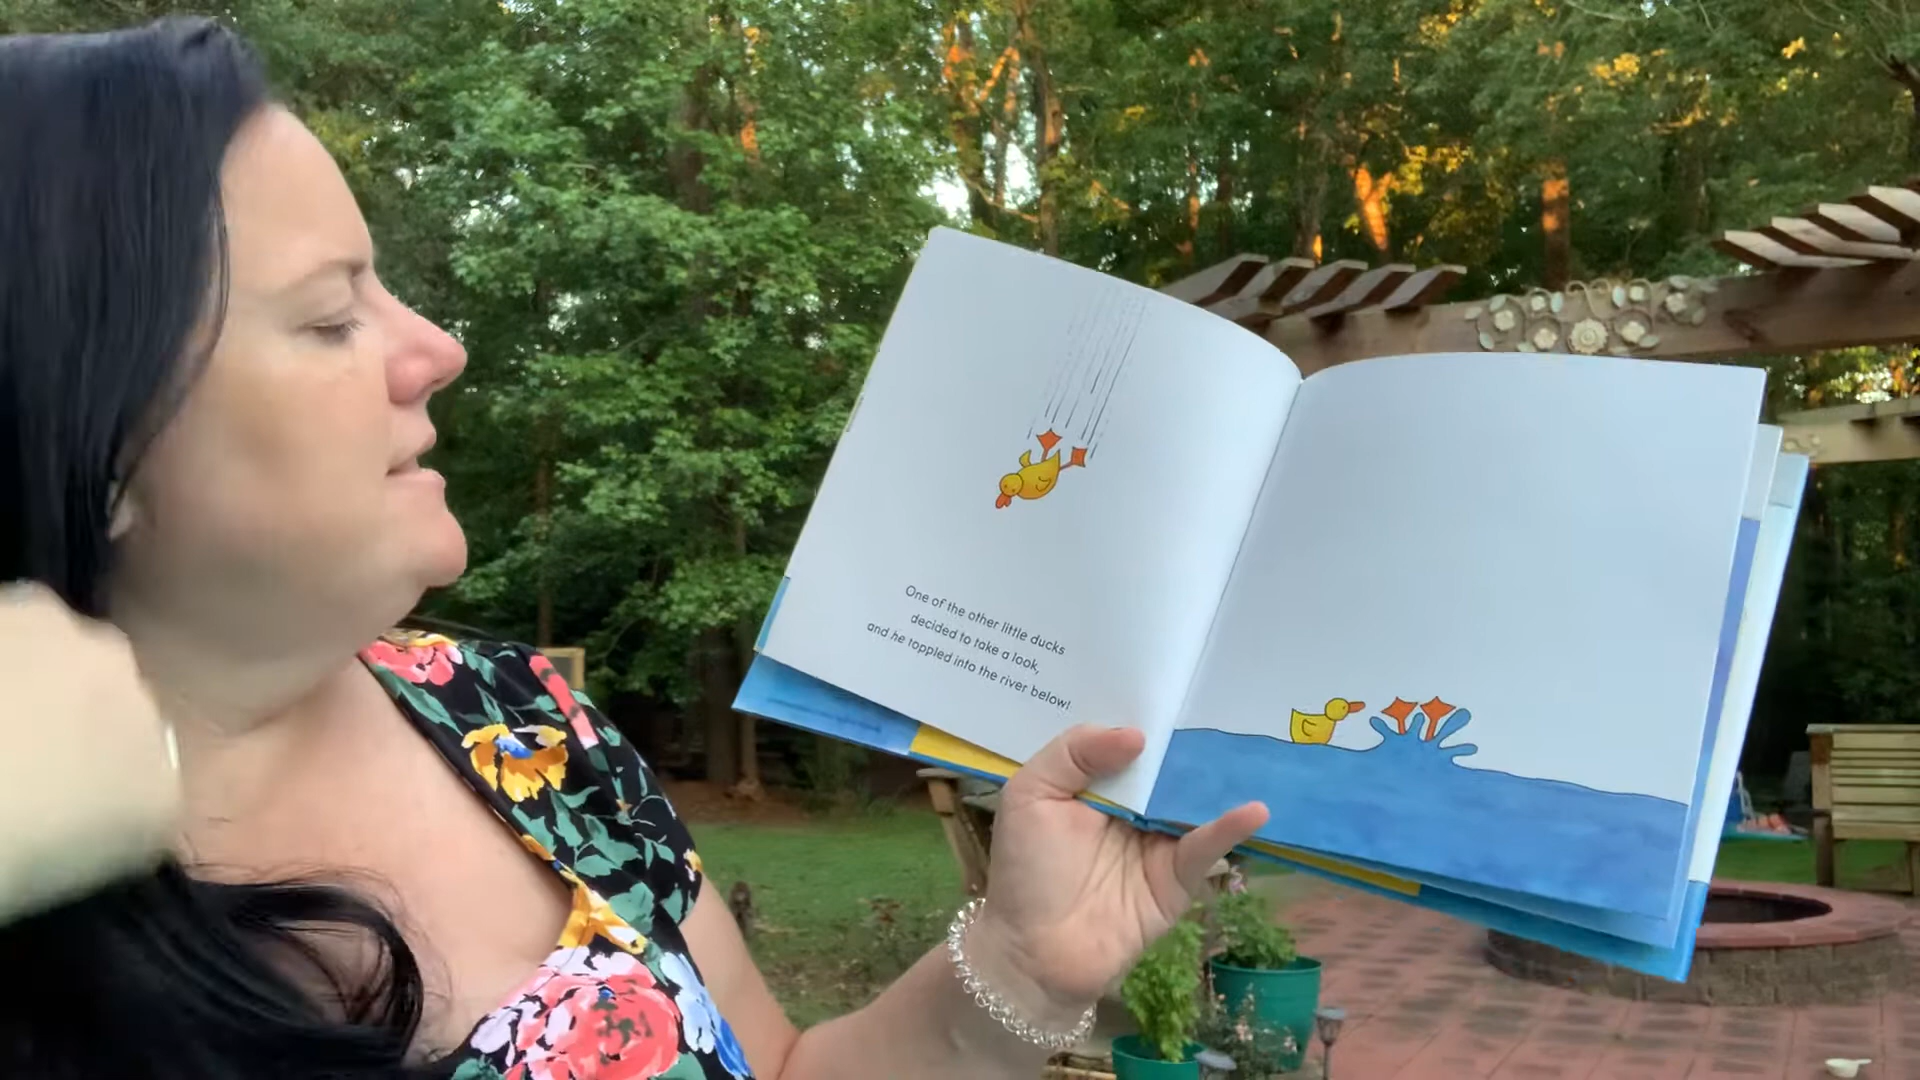 One of the other little ducks
decided to take a look,
and he toppled into the river below!